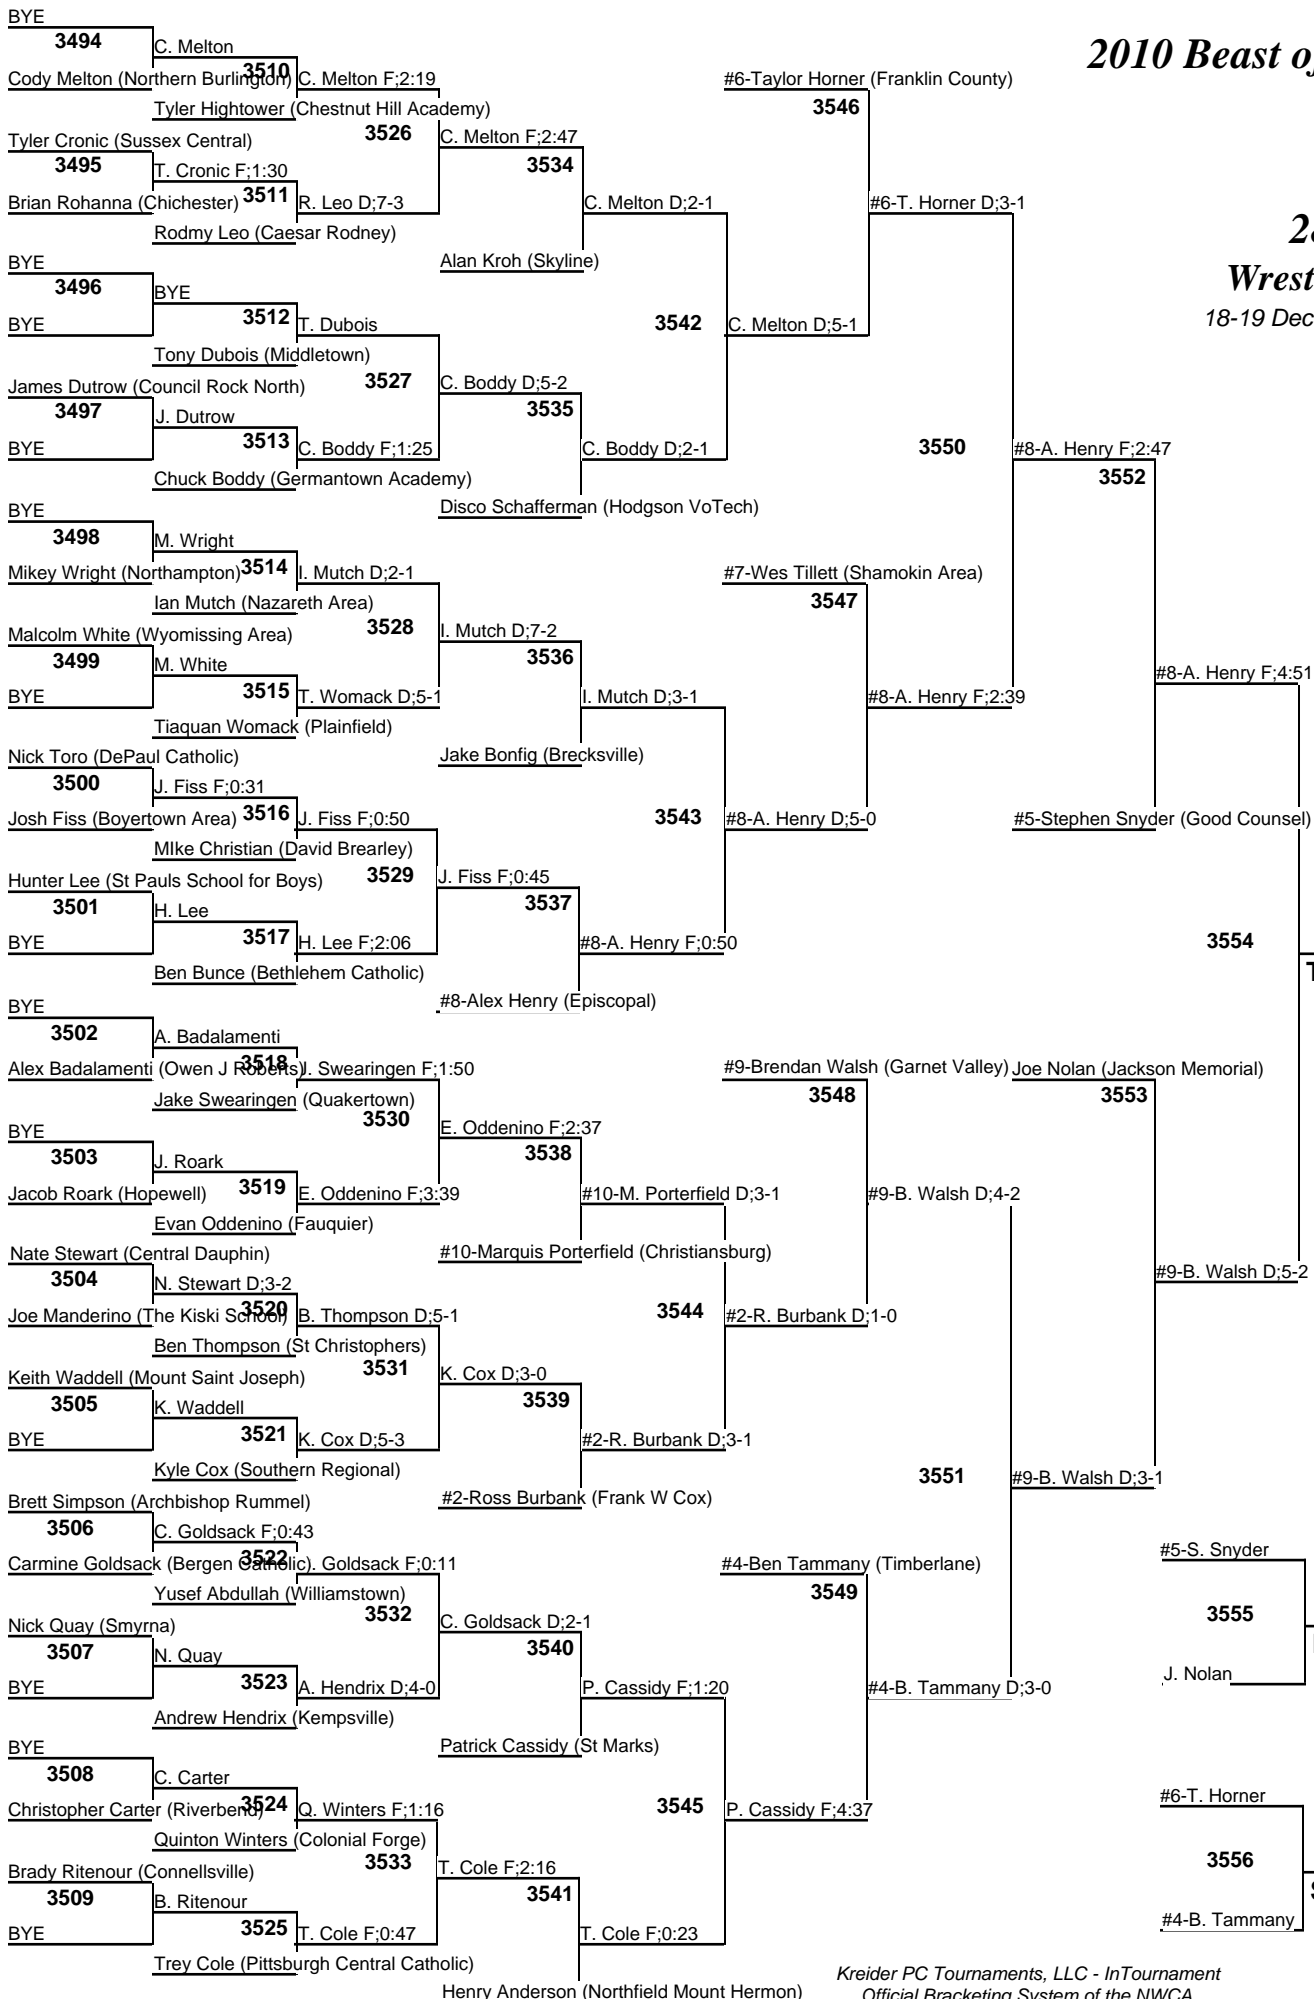 BYE
3494
C. Melton
Cody Melton (Northern Burlington)
3510
C. Melton F;2:19
Tyler Hightower (Chestnut Hill Academy)
3526
C. Melton F;2:47
Tyler Cronic (Sussex Central)
3495
T. Cronic F;1:30
3534
Brian Rohanna (Chichester)
3511
R. Leo D;7-3
C. Melton D;2-1
Rodmy Leo (Caesar Rodney)
Alan Kroh (Skyline)
BYE
3496
BYE
BYE
3512
T. Dubois
3542
C. Melton D;5-1
Tony Dubois (Middletown)
James Dutrow (Council Rock North)
3527
C. Boddy D;5-2
3497
J. Dutrow
3535
BYE
3513
C. Boddy F;1:25
C. Boddy D;2-1
Chuck Boddy (Germantown Academy)
Disco Schafferman (Hodgson VoTech)
BYE
3498
M. Wright
Mikey Wright (Northampton)
3514
I. Mutch D;2-1
Ian Mutch (Nazareth Area)
Malcolm White (Wyomissing Area)
3528
I. Mutch D;7-2
3499
M. White
3536
BYE
3515
T. Womack D;5-1
I. Mutch D;3-1
Tiaquan Womack (Plainfield)
Nick Toro (DePaul Catholic)
Jake Bonfig (Brecksville)
3500
J. Fiss F;0:31
Josh Fiss (Boyertown Area)
3516
J. Fiss F;0:50
3543
#8-A. Henry D;5-0
MIke Christian (David Brearley)
Hunter Lee (St Pauls School for Boys)
3529
J. Fiss F;0:45
3501
H. Lee
3537
BYE
3517
H. Lee F;2:06
#8-A. Henry F;0:50
Ben Bunce (Bethlehem Catholic)
#8-Alex Henry (Episcopal)
BYE
3502
A. Badalamenti
Alex Badalamenti (Owen J Roberts)
3518
J. Swearingen F;1:50
Jake Swearingen (Quakertown)
3530
E. Oddenino F;2:37
BYE
3503
J. Roark
3538
Jacob Roark (Hopewell)
3519
E. Oddenino F;3:39
#10-M. Porterfield D;3-1
Evan Oddenino (Fauquier)
#10-Marquis Porterfield (Christiansburg)
Nate Stewart (Central Dauphin)
3504
N. Stewart D;3-2
Joe Manderino (The Kiski School)
3520
B. Thompson D;5-1
3544
#2-R. Burbank D;1-0
Ben Thompson (St Christophers)
3531
K. Cox D;3-0
Keith Waddell (Mount Saint Joseph)
3505
K. Waddell
3539
BYE
3521
K. Cox D;5-3
#2-R. Burbank D;3-1
Kyle Cox (Southern Regional)
#2-Ross Burbank (Frank W Cox)
Brett Simpson (Archbishop Rummel)
3506
C. Goldsack F;0:43
Carmine Goldsack (Bergen Catholic)
3522
. Goldsack F;0:11
Yusef Abdullah (Williamstown)
3532
C. Goldsack D;2-1
Nick Quay (Smyrna)
3507
N. Quay
3540
BYE
3523
A. Hendrix D;4-0
P. Cassidy F;1:20
Andrew Hendrix (Kempsville)
Patrick Cassidy (St Marks)
BYE
3508
C. Carter
Christopher Carter (Riverbend)
3524
Q. Winters F;1:16
3545
P. Cassidy F;4:37
Quinton Winters (Colonial Forge)
3533
T. Cole F;2:16
Brady Ritenour (Connellsville)
3509
B. Ritenour
3541
BYE
3525
T. Cole F;0:47
T. Cole F;0:23
Trey Cole (Pittsburgh Central Catholic)
Henry Anderson (Northfield Mount Hermon)
#6-Taylor Horner (Franklin County)
3546
#6-T. Horner D;3-1
#7-Wes Tillett (Shamokin Area)
3547
#8-A. Henry F;2:39
3550
#8-A. Henry F;2:47
3552
#8-A. Henry F;4:51
#5-Stephen Snyder (Good Counsel)
3554
#9-Brendan Walsh (Garnet Valley)
3548
#9-B. Walsh D;4-2
Joe Nolan (Jackson Memorial)
3553
#9-B. Walsh D;5-2
3551
#9-B. Walsh D;3-1
#4-Ben Tammany (Timberlane)
3549
#4-B. Tammany D;3-0
#5-S. Snyder
3555
J. Nolan
#6-T. Horner
3556
#4-B. Tammany
2010 Beast o
Wrest
18-19 Dec
Kreider PC Tournaments, LLC - InTournament
Official Bracketing System of the NWCA